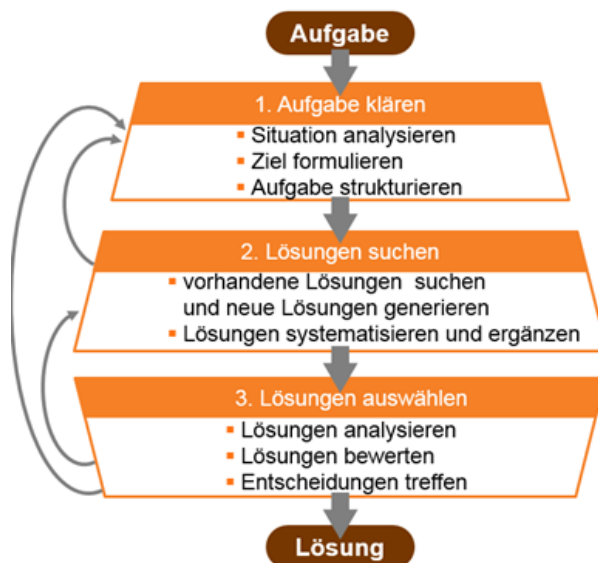 Aufgabe
1. Aufgabe klären
▪ Situation analysieren
▪ Ziel formulieren
▪ Aufgabe strukturieren
2. Lösungen suchen
▪ vorhandene Lösungen suchen
und neue Lösungen generieren
▪ Lösungen systematisieren und ergänzen
3. Lösungen auswählen
▪ Lösungen analysieren
▪ Lösungen bewerten
▪ Entscheidungen treffen
Lösung